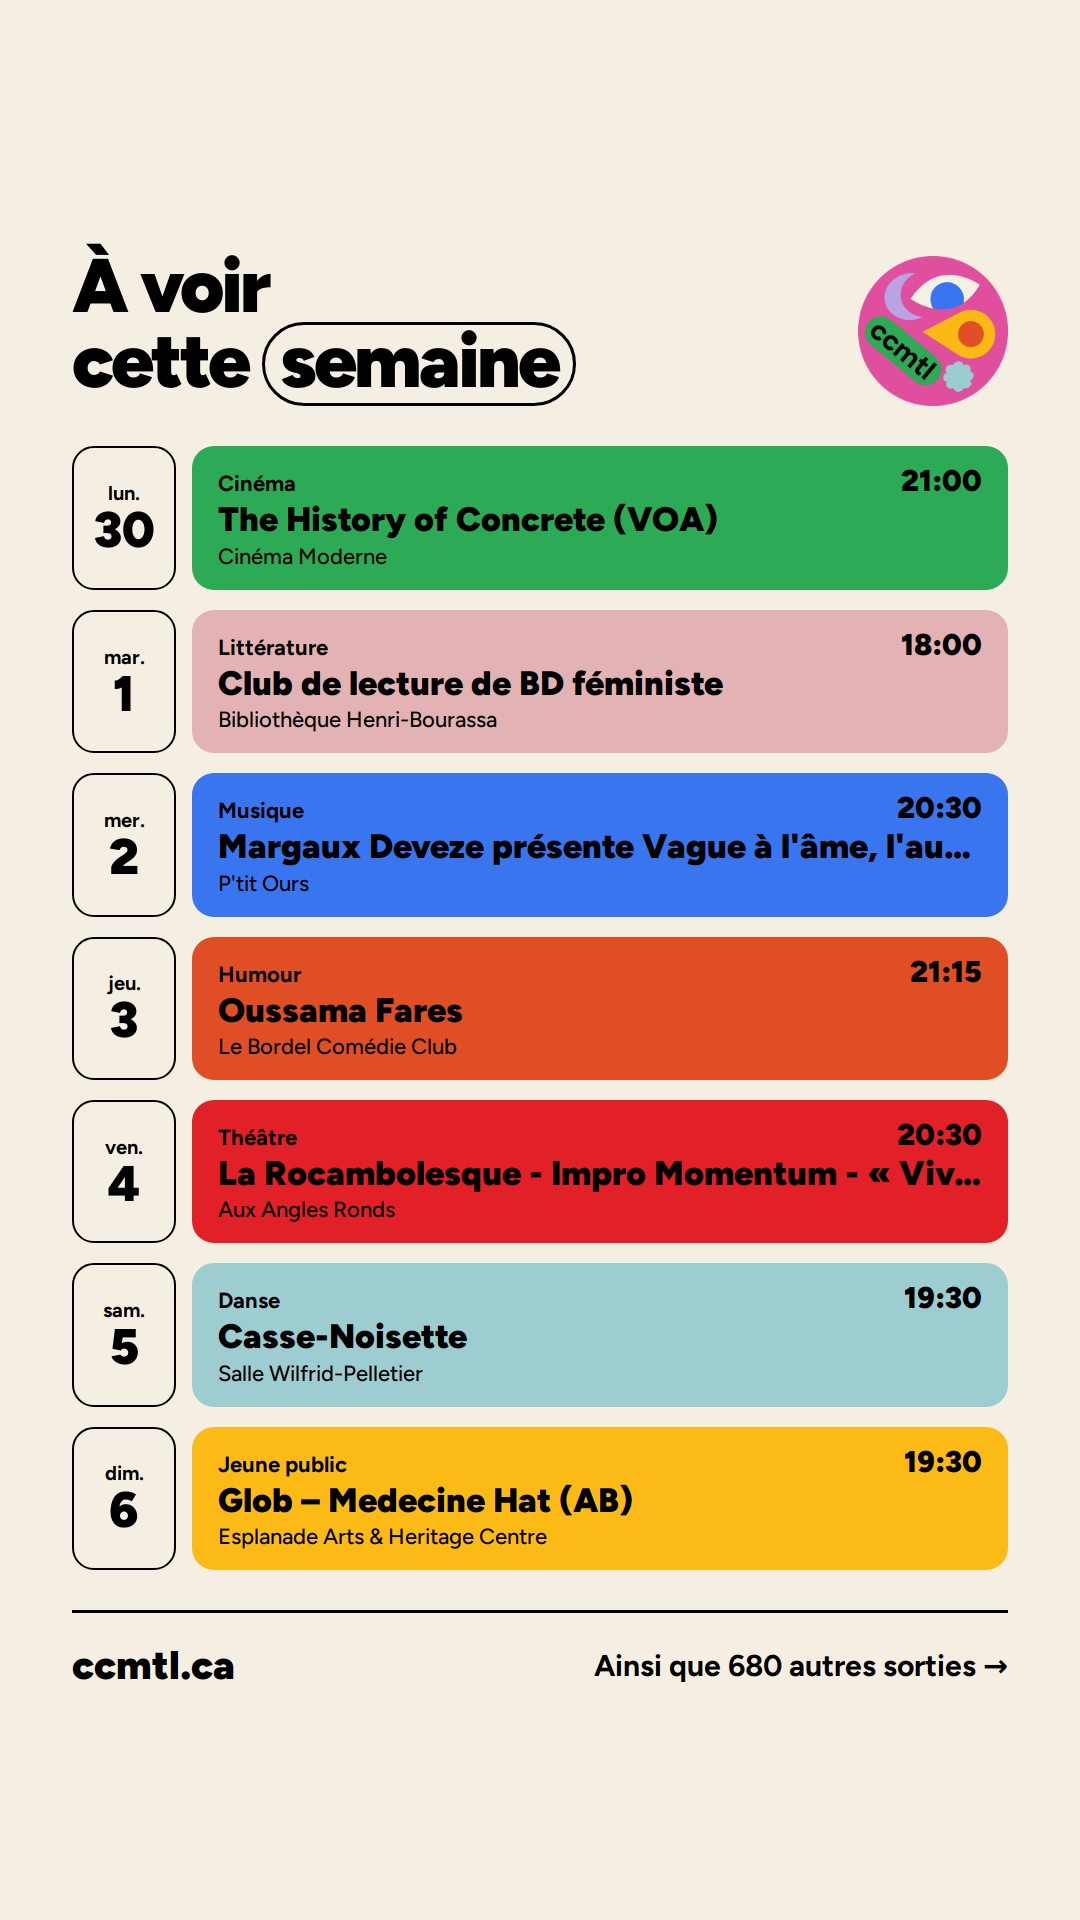 À voir
cette semaine
ccmtl
lun.
30
Cinéma
21:00
The History of Concrete (VOA)
Cinéma Moderne
mar.
1
Littérature
18:00
Club de lecture de BD féministe
Bibliothèque Henri-Bourassa
mer.
2
Musique
20:30
Margaux Deveze présente Vague à l'âme, l'au...
P'tit Ours
jeu.
3
Humour
21:15
Oussama Fares
Le Bordel Comédie Club
ven.
4
Théâtre
20:30
La Rocambolesque - Impro Momentum - « Viv...
Aux Angles Ronds
sam.
5
Danse
19:30
Casse-Noisette
Salle Wilfrid-Pelletier
dim.
6
Jeune public
19:30
Glob – Medecine Hat (AB)
Esplanade Arts & Heritage Centre
ccmtl.ca
Ainsi que 680 autres sorties →